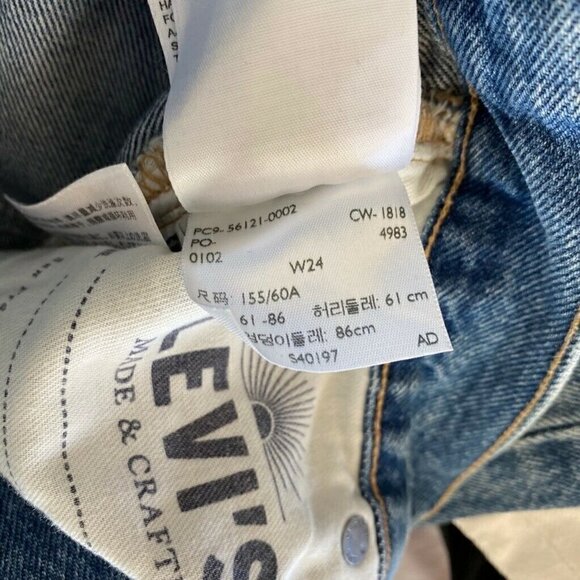 PC9- 56121-0002 CW- 1818
PO- 4983
0102
W24
尺码: 155/60A
61 -86 허리둘레: 61 cm
엉덩이둘레: 86cm
S40197 AD
LEVI'S
MADE & CRAFTE